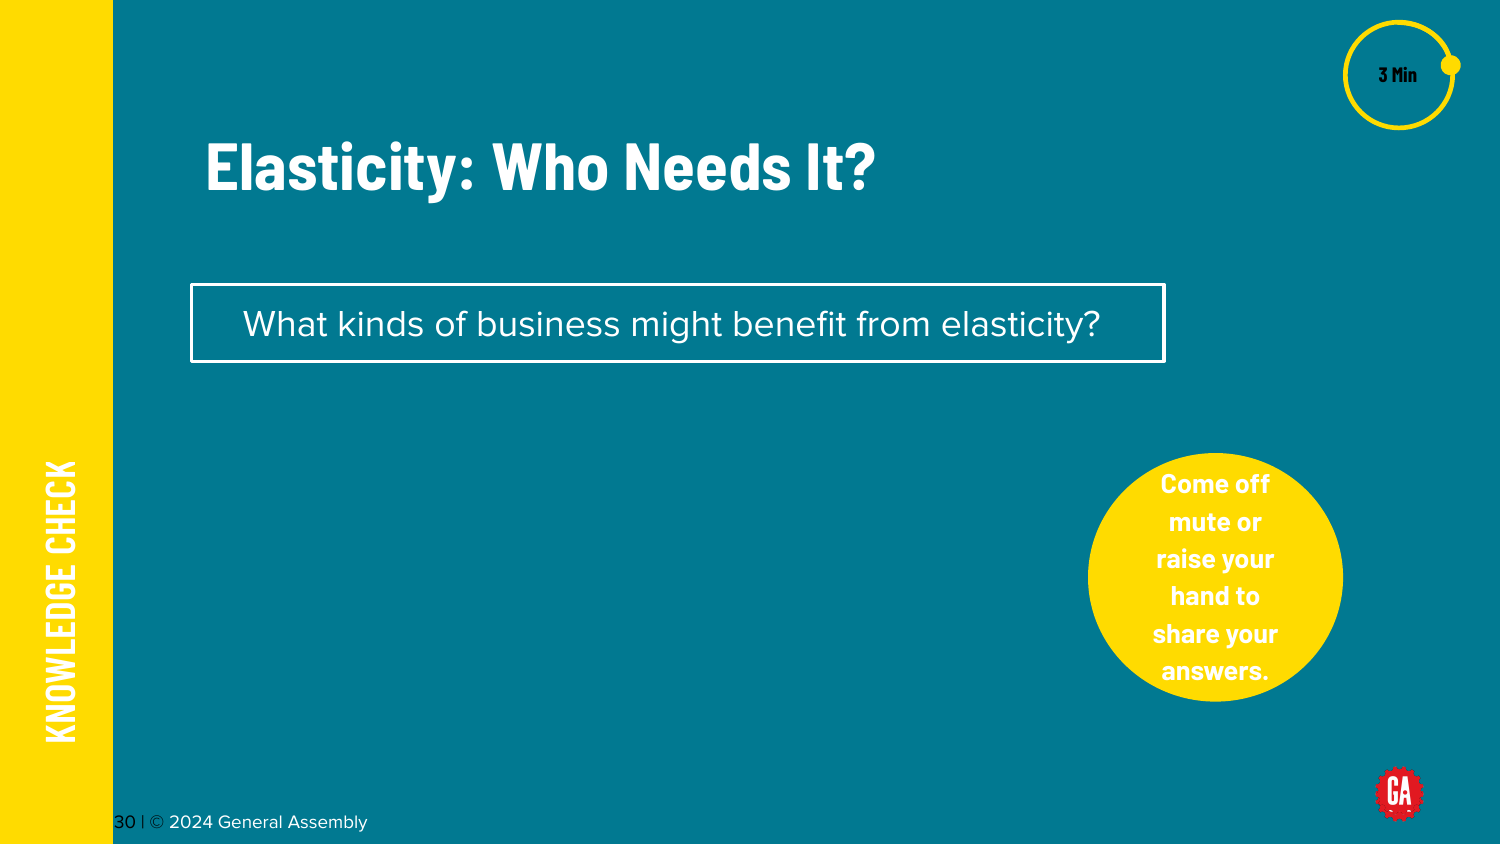 3 Min
Elasticity: Who Needs It?
What kinds of business might benefit from elasticity?
Come off
mute or
raise your
hand to
share your
answers.
KNOWLEDGE CHECK
GA
30 | © 2024 General Assembly